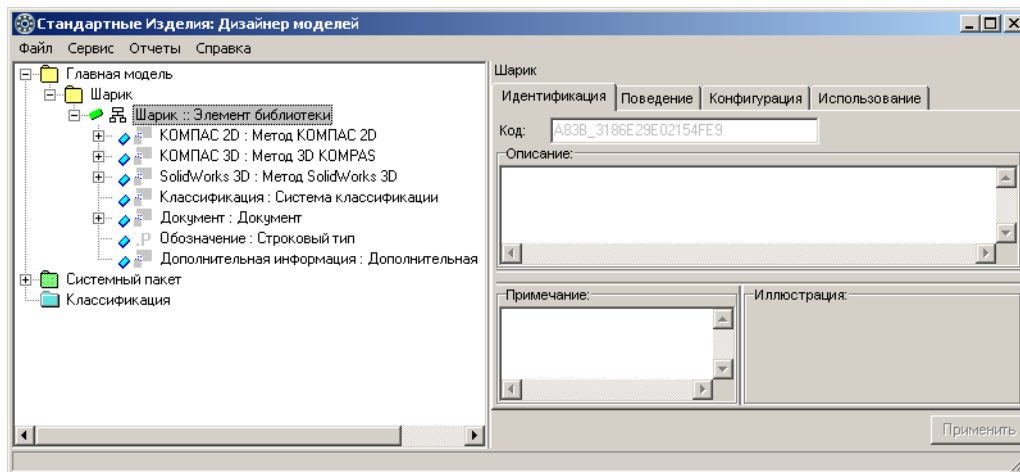 Стандартные Изделия: Дизайнер моделей
Файл Сервис Отчеты Справка
Главная модель
Шарик
Шарик :: Элемент библиотеки
КОМПАС 2D : Метод КОМПАС 2D
КОМПАС 3D : Метод 3D KOMPAS
SolidWorks 3D : Метод SolidWorks 3D
Классификация : Система классификации
Документ : Документ
.P Обозначение : Строковый тип
Дополнительная информация : Дополнительная
Системный пакет
Классификация
Шарик
Идентификация Поведение Конфигурация Использование
Код: A83B_3186E29E02154FE9
Описание:
Примечание:
Иллюстрация:
Применить